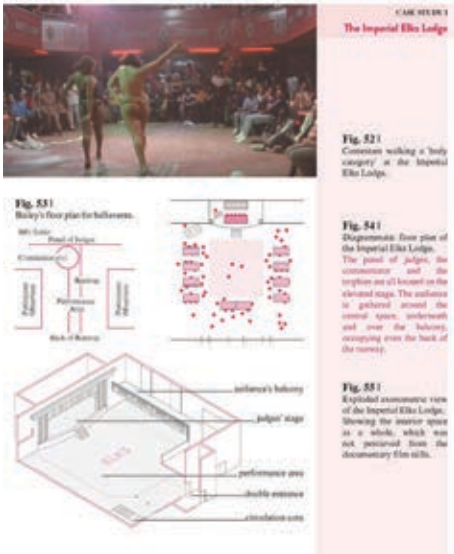 CASE STUDY I
The Imperial Elks Lodge
Fig. 52 |
Contestant walking a 'body
category' at the Imperial
Elks Lodge.
Fig. 53 |
Bailey's floor plan for ball events.
Panel of Judges
Commentator
Runway
Performance
Area
Back of Runway
Fig. 54 |
Diagrammatic floor plan of
the Imperial Elks Lodge.
The panel of judges, the
commentator and the
trophies are all located on the
elevated stage. The audience
is gathered around the
central space, underneath
and over the balcony,
occupying even the back of
the runway.
audience's balcony
judges' stage
ELKS
performance area
double entrance
circulation core
Fig. 55 |
Exploded axonometric view
of the Imperial Elks Lodge.
Showing the interior space
as a whole, which was
not perceived from the
documentary film stills.